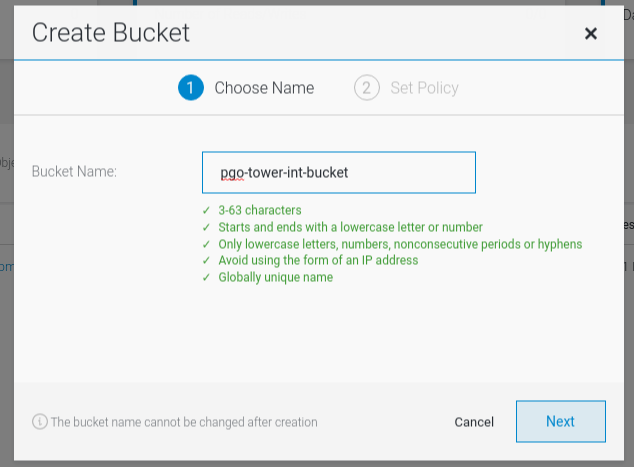 Create Bucket
1 Choose Name 2 Set Policy
Bucket Name: pgo-tower-int-bucket
✓ 3-63 characters
✓ Starts and ends with a lowercase letter or number
✓ Only lowercase letters, numbers, nonconsecutive periods or hyphens
✓ Avoid using the form of an IP address
✓ Globally unique name
The bucket name cannot be changed after creation Cancel Next